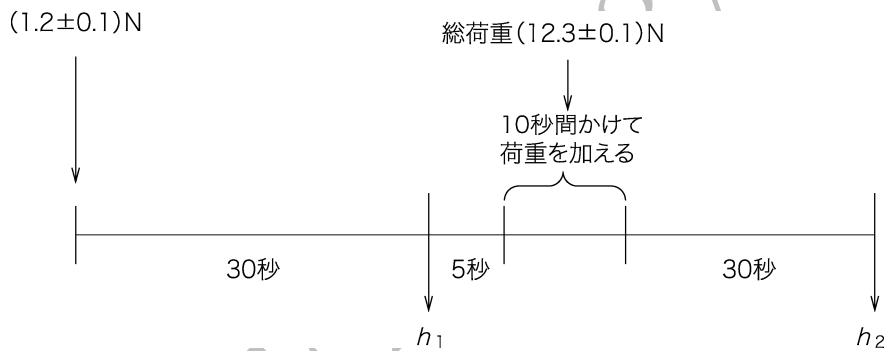 (1.2±0.1)N
総荷重(12.3±0.1)N
10秒間かけて
荷重を加える
30秒
5秒
30秒
h1
h2